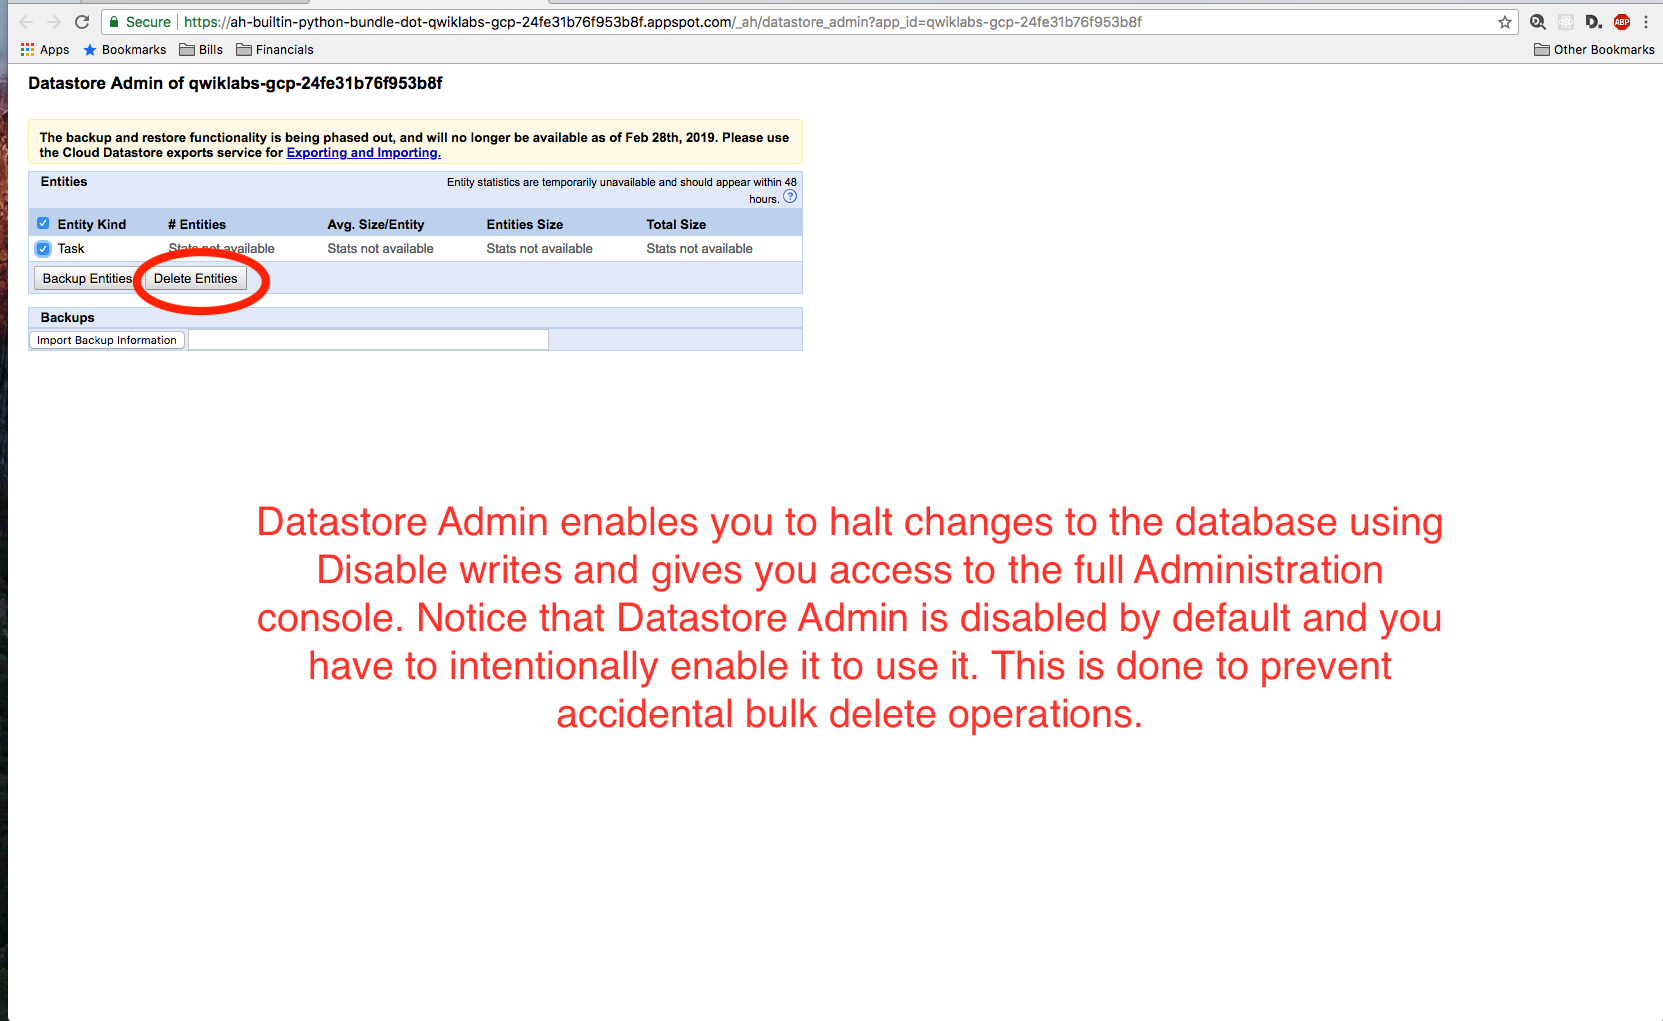 Secure https://ah-builtin-python-bundle-dot-qwiklabs-gcp-24fe31b76f953b8f.appspot.com/_ah/datastore_admin?app_id=qwiklabs-gcp-24fe31b76f953b8f D. ABP
Apps Bookmarks Bills Financials Other Bookmarks
Datastore Admin of qwiklabs-gcp-24fe31b76f953b8f
The backup and restore functionality is being phased out, and will no longer be available as of Feb 28th, 2019. Please use
the Cloud Datastore exports service for Exporting and Importing.
Entities
Entity statistics are temporarily unavailable and should appear within 48
hours. ?
Entity Kind # Entities Avg. Size/Entity Entities Size Total Size
Task Stats not available Stats not available Stats not available Stats not available
Backup Entities Delete Entities
Backups
Import Backup Information
Datastore Admin enables you to halt changes to the database using
Disable writes and gives you access to the full Administration
console. Notice that Datastore Admin is disabled by default and you
have to intentionally enable it to use it. This is done to prevent
accidental bulk delete operations.